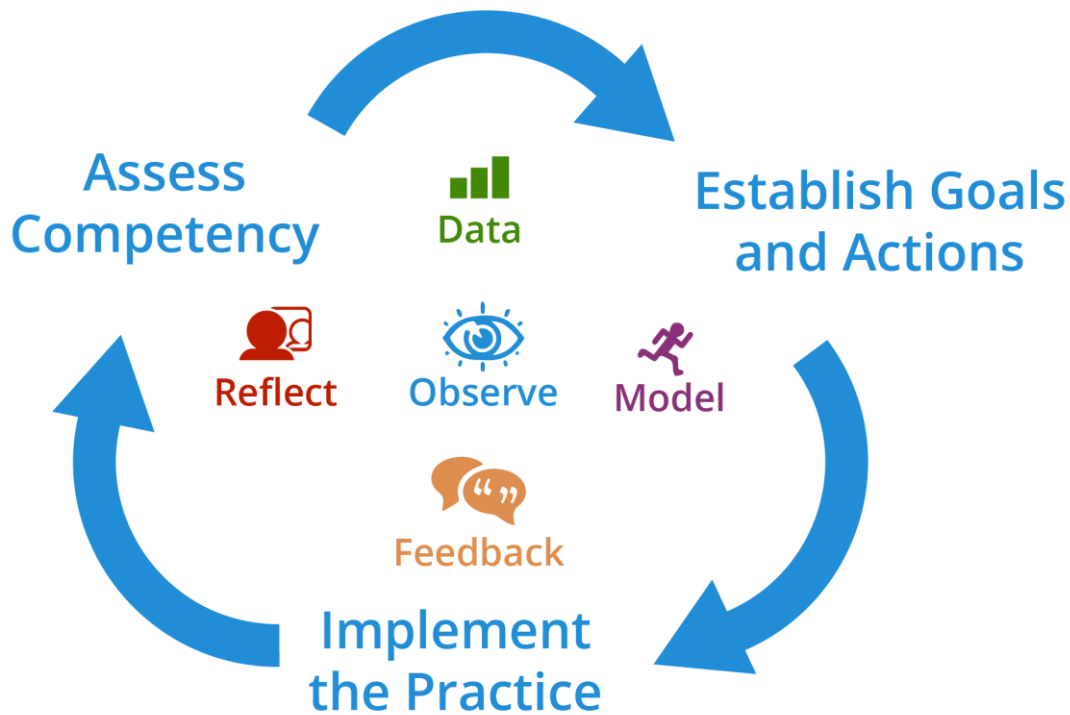 Assess
Competency
Establish Goals
and Actions
Data
Reflect
Observe
Model
Feedback
Implement
the Practice